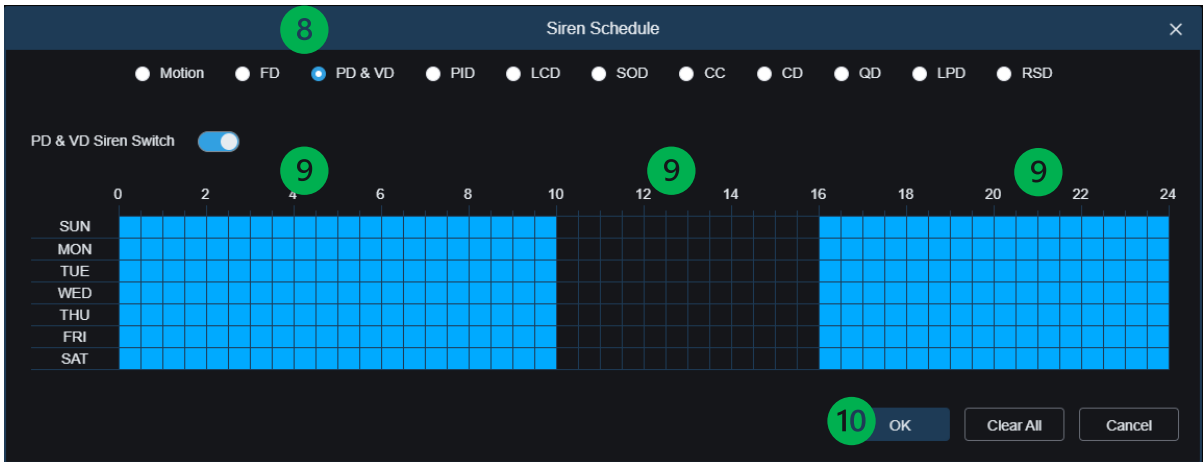 8
Siren Schedule
Motion FD PD & VD PID LCD SOD CC CD QD LPD RSD
PD & VD Siren Switch
9 9 9
0 2 4 6 8 10 12 14 16 18 20 22 24
SUN
MON
TUE
WED
THU
FRI
SAT
10 OK Clear All Cancel